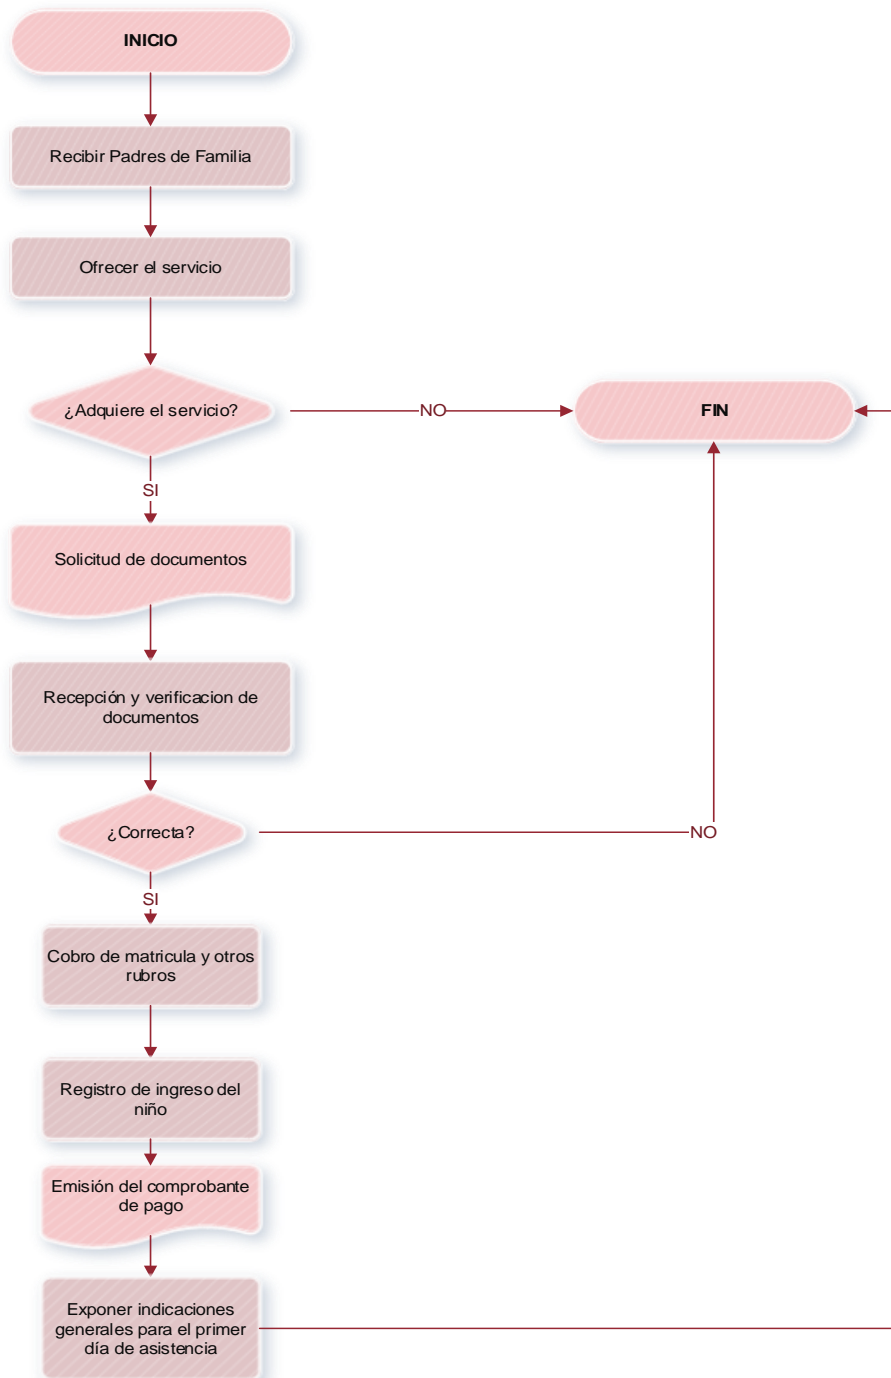 INICIO
Recibir Padres de Familia
Ofrecer el servicio
¿Adquiere el servicio?
NO
FIN
SI
Solicitud de documentos
Recepción y verificacion de
documentos
¿Correcta?
NO
SI
Cobro de matricula y otros
rubros
Registro de ingreso del
niño
Emisión del comprobante
de pago
Exponer indicaciones
generales para el primer
día de asistencia